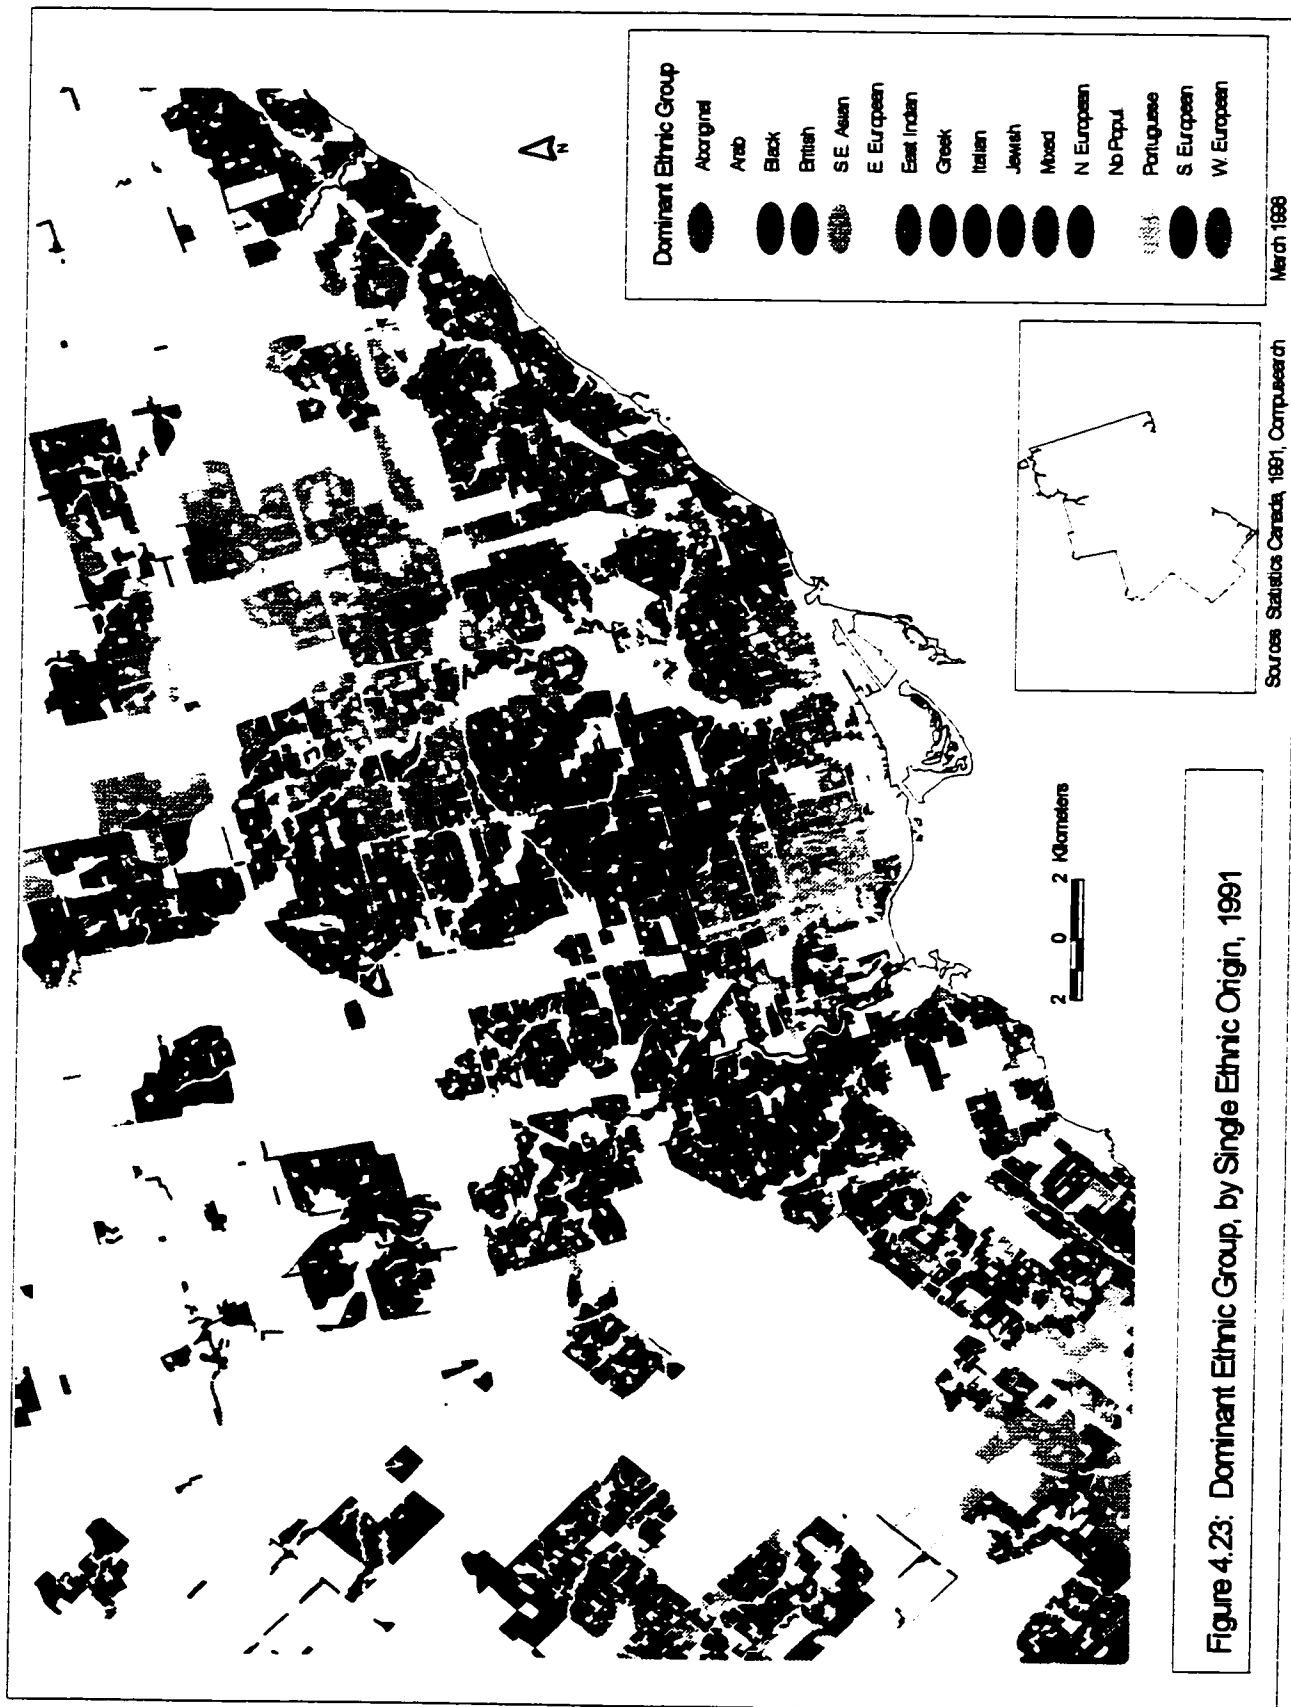 Dominant Ethnic Group
Aboriginal
Arab
Black
British
S.E. Asian
E. European
East Indian
Greek
Italian
Jewish
Mixed
N. European
No Popul.
Portuguese
S. European
W. European
N
March 1998
Sources Statistics Canada, 1991, Compusearch
2 0 2 Kilometers
Figure 4.23: Dominant Ethnic Group, by Single Ethnic Origin, 1991